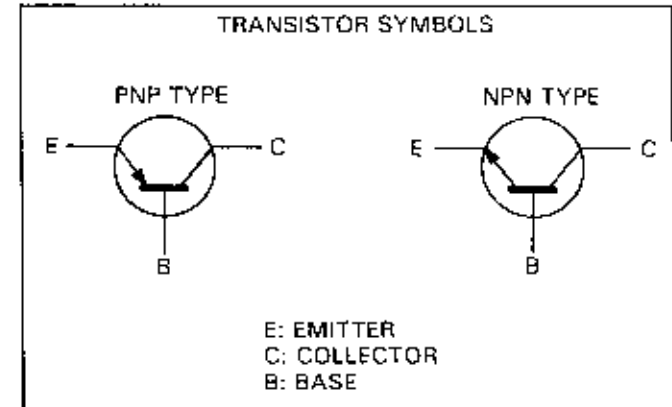 TRANSISTOR SYMBOLS
PNP TYPE NPN TYPE
E C E C
B B
E: EMITTER
C: COLLECTOR
B: BASE